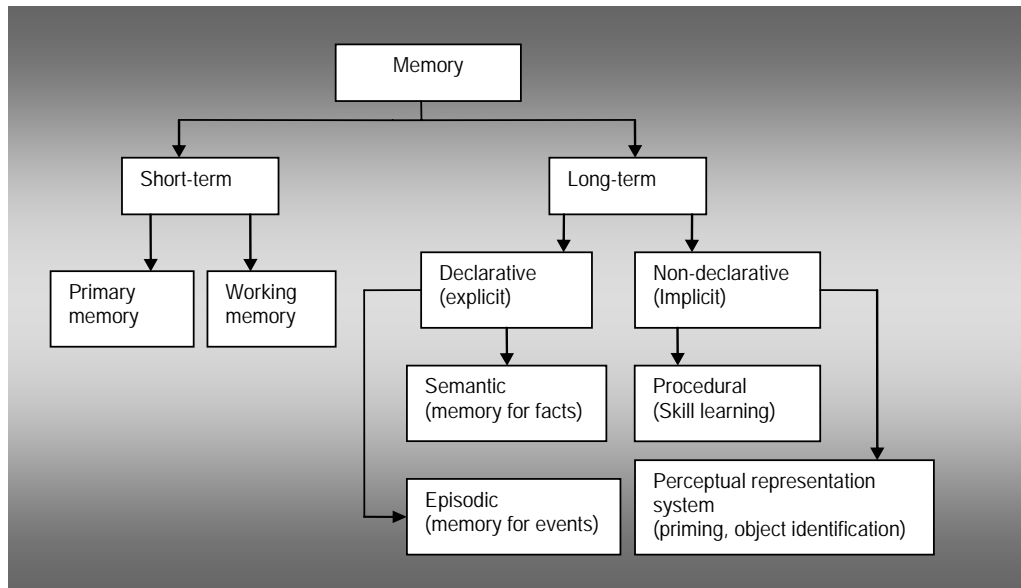 Memory
Short-term
Long-term
Primary
memory
Working
memory
Declarative
(explicit)
Non-declarative
(Implicit)
Semantic
(memory for facts)
Procedural
(Skill learning)
Episodic
(memory for events)
Perceptual representation
system
(priming, object identification)